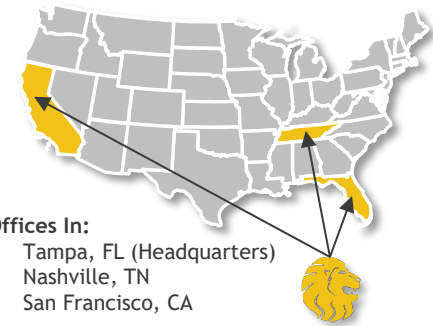 ffices In:
Tampa, FL (Headquarters)
Nashville, TN
San Francisco, CA